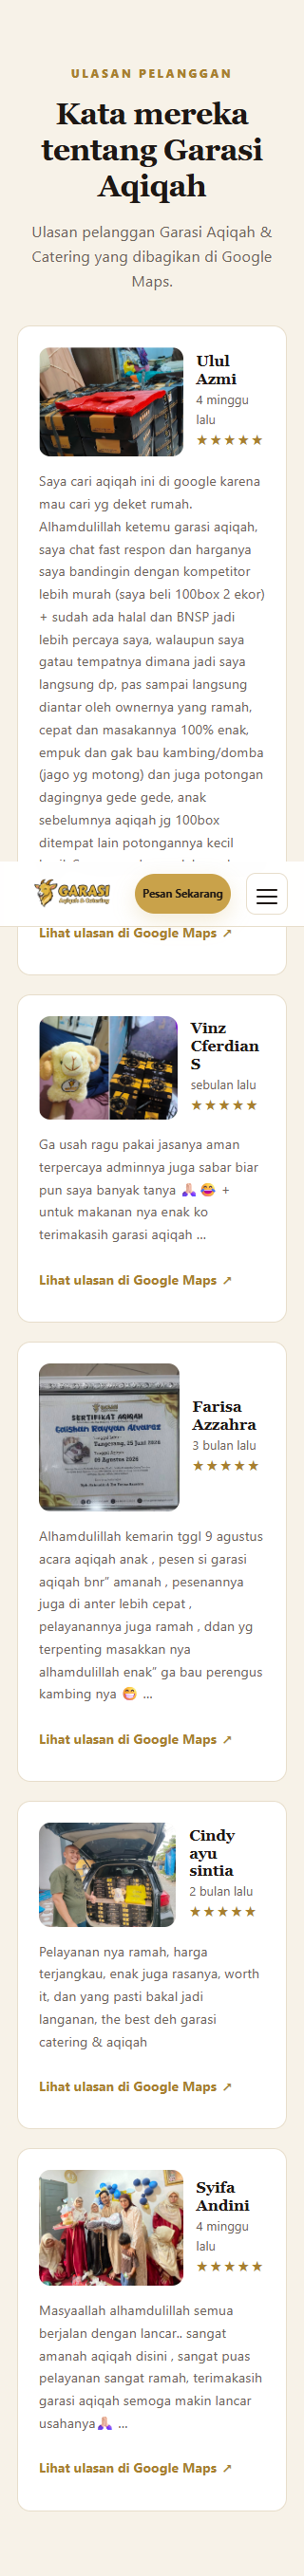 ULASAN PELANGGAN
Kata mereka
tentang Garasi
Aqiqah
Ulasan pelanggan Garasi Aqiqah &
Catering yang dibagikan di Google
Maps.
Ulul
Azmi
4 minggu
lalu
★★★★★
Saya cari aqiqah ini di google karena
mau cari yg deket rumah.
Alhamdulillah ketemu garasi aqiqah,
saya chat fast respon dan harganya
saya bandingin dengan kompetitor
lebih murah (saya beli 100box 2 ekor)
+ sudah ada halal dan BNSP jadi
lebih percaya saya, walaupun saya
gatau tempatnya dimana jadi saya
langsung dp, pas sampai langsung
diantar oleh ownernya yang ramah,
cepat dan masakannya 100% enak,
empuk dan gak bau kambing/domba
(jago yg motong) dan juga potongan
dagingnya gede gede, anak
sebelumnya aqiqah jg 100box
ditempat lain potongannya kecil
GARASI
Aqiqah & Catering
Pesan Sekarang
Lihat ulasan di Google Maps ↗
Vinz
Cferdian
S
sebulan lalu
★★★★★
Ga usah ragu pakai jasanya aman
terpercaya adminnya juga sabar biar
pun saya banyak tanya 🙏🏻😂 +
untuk makanan nya enak ko
terimakasih garasi aqiqah ...
Lihat ulasan di Google Maps ↗
SERTIFIKAT AQIQAH
Gaishan Rayyan Alvarez
Tangerang, 25 Juni 2026
09 Agustus 2026
Farisa
Azzahra
3 bulan lalu
★★★★★
Alhamdulillah kemarin tggl 9 agustus
acara aqiqah anak , pesen si garasi
aqiqah bnr” amanah , pesenannya
juga di anter lebih cepat ,
pelayanannya juga ramah , ddan yg
terpenting masakkan nya
alhamdulillah enak” ga bau perengus
kambing nya 😁 ...
Lihat ulasan di Google Maps ↗
Cindy
ayu
sintia
2 bulan lalu
★★★★★
Pelayanan nya ramah, harga
terjangkau, enak juga rasanya, worth
it, dan yang pasti bakal jadi
langanan, the best deh garasi
catering & aqiqah
Lihat ulasan di Google Maps ↗
Syifa
Andini
4 minggu
lalu
★★★★★
Masyaallah alhamdulillah semua
berjalan dengan lancar.. sangat
amanah aqiqah disini , sangat puas
pelayanan sangat ramah, terimakasih
garasi aqiqah semoga makin lancar
usahanya🙏🏻 ...
Lihat ulasan di Google Maps ↗